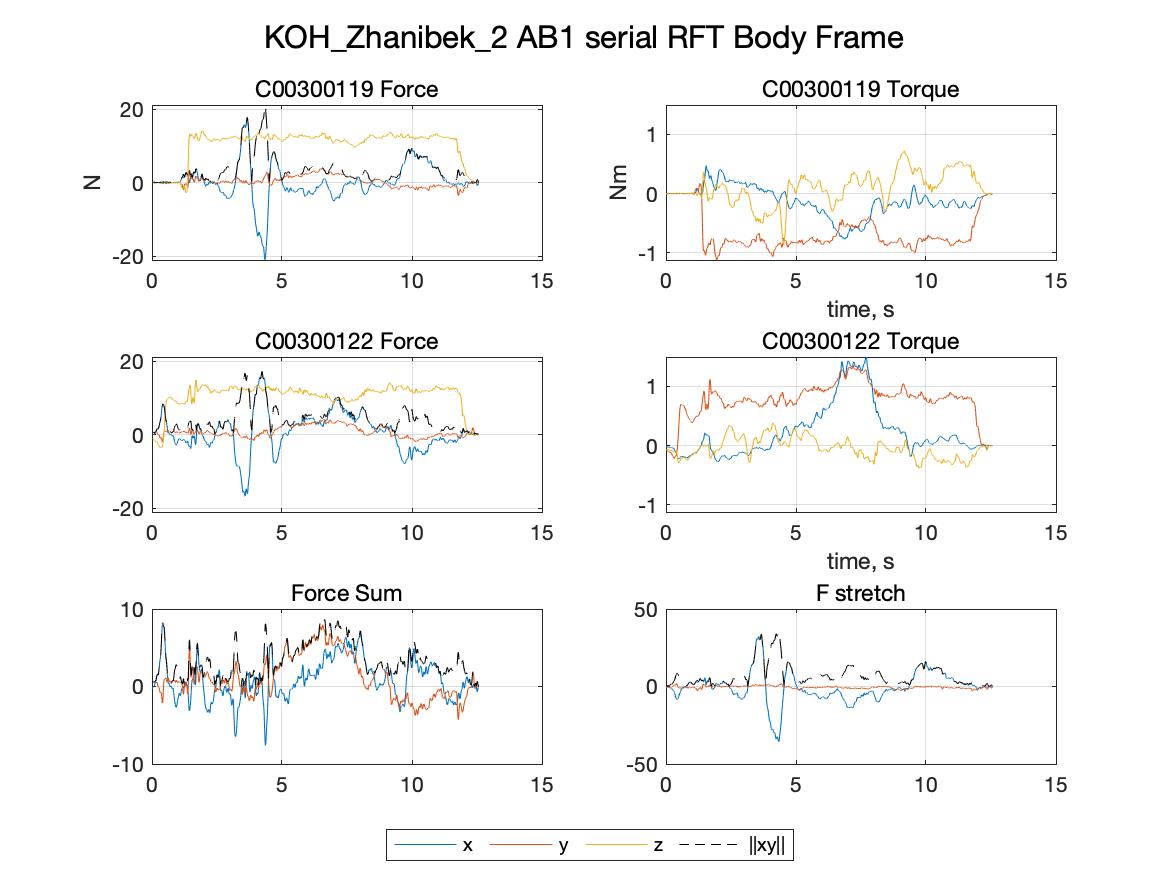 KOH_Zhanibek_2 AB1 serial RFT Body Frame
C00300119 Force
20
0
-20
N
0 5 10 15
C00300119 Torque
1
0
-1
Nm
0 5 10 15
time, s
C00300122 Force
20
0
-20
0 5 10 15
C00300122 Torque
1
0
-1
0 5 10 15
time, s
Force Sum
10
0
-10
0 5 10 15
F stretch
50
0
-50
0 5 10 15
x y z ||xy||